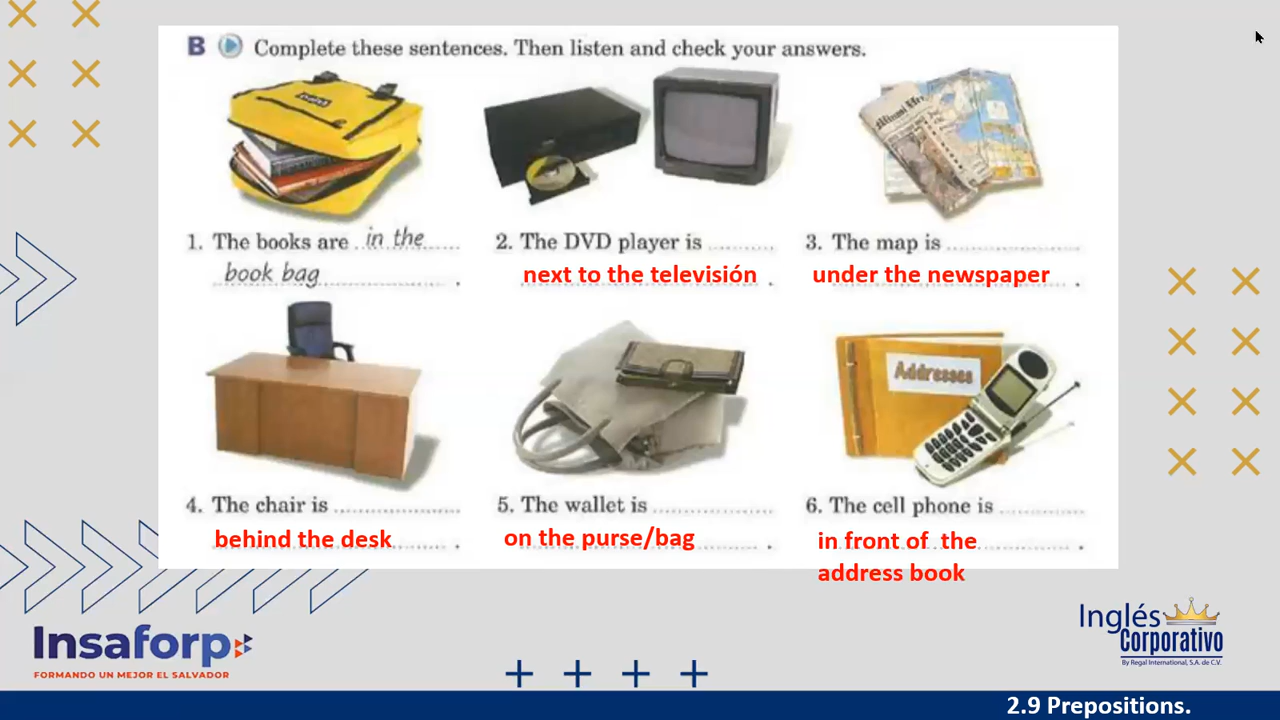 B Complete these sentences. Then listen and check your answers.
1. The books are in the
book bag.
2. The DVD player is
next to the televisión.
3. The map is
under the newspaper.
Addresses
4. The chair is
behind the desk.
5. The wallet is
on the purse/bag.
6. The cell phone is
in front of the.
address book
Insaforp
FORMANDO UN MEJOR EL SALVADOR
Inglés
Corporativo
By Regal International, S.A. de C.V.
2.9 Prepositions.